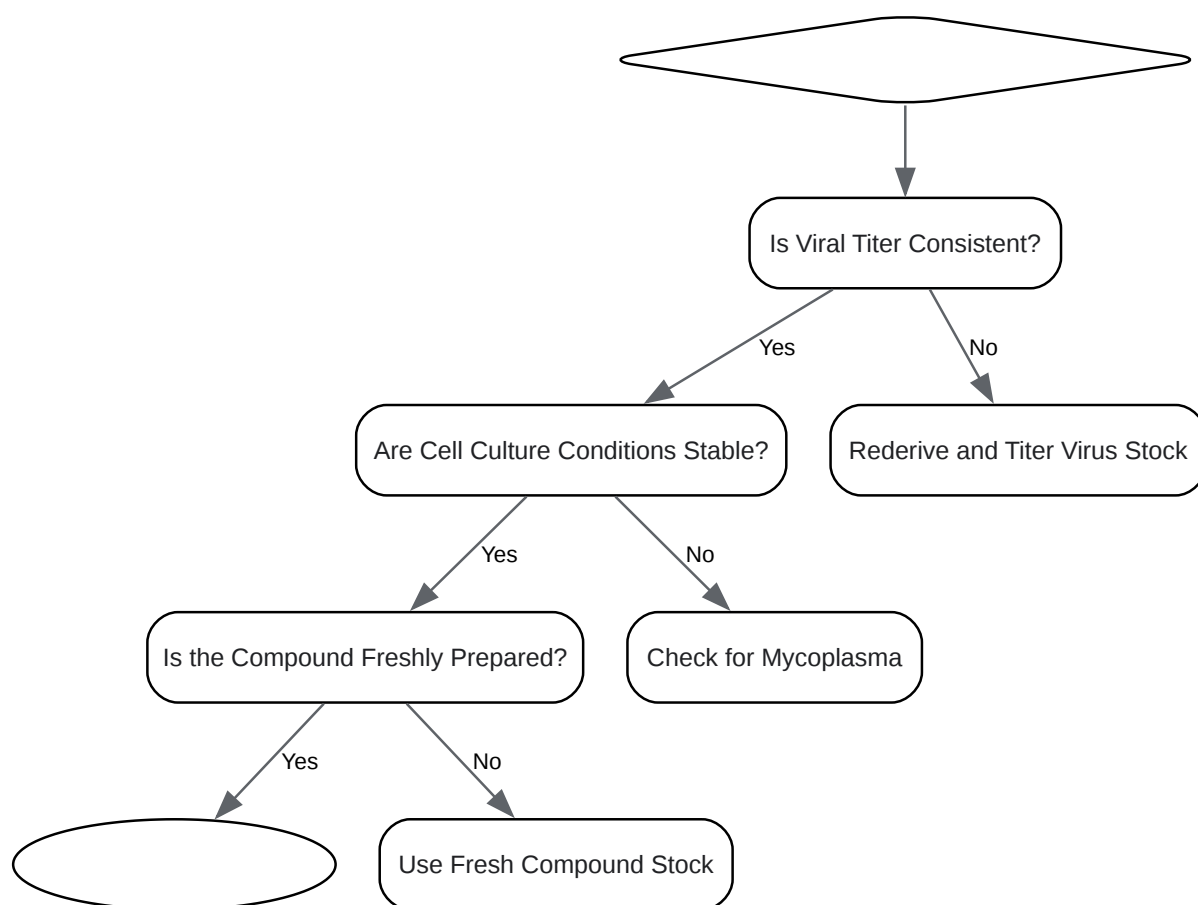 Is Viral Titer Consistent?
Yes
No
Are Cell Culture Conditions Stable?
Rederive and Titer Virus Stock
Yes
No
Is the Compound Freshly Prepared?
Check for Mycoplasma
Yes
No
Use Fresh Compound Stock